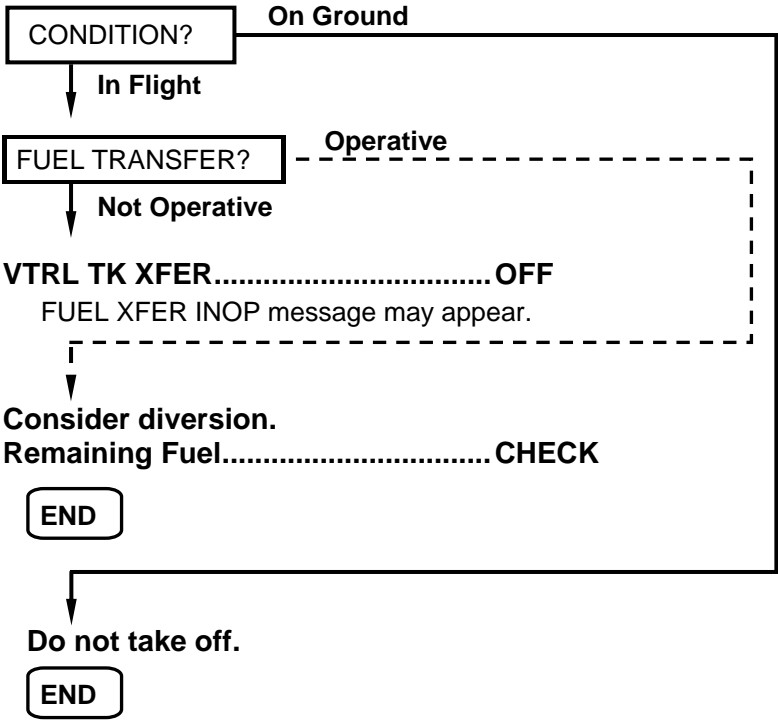 On Ground
CONDITION?
In Flight
Operative
FUEL TRANSFER?
Not Operative
VTRL TK XFER..................................OFF
FUEL XFER INOP message may appear.
Consider diversion.
Remaining Fuel.................................CHECK
END
Do not take off.
END